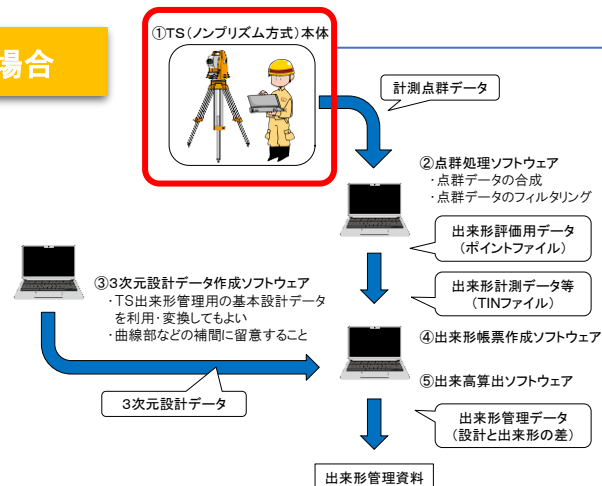 場合
①TS(ノンプリズム方式)本体
計測点群データ
②点群処理ソフトウェア
・点群データの合成
・点群データのフィルタリング
出来形評価用データ
(ポイントファイル)
出来形計測データ等
(TINファイル)
③3次元設計データ作成ソフトウェア
・TS出来形管理用の基本設計データ
を利用・変換してもよい
・曲線部などの補間に留意すること
④出来形帳票作成ソフトウェア
⑤出来高算出ソフトウェア
3次元設計データ
出来形管理データ
(設計と出来形の差)
出来形管理資料